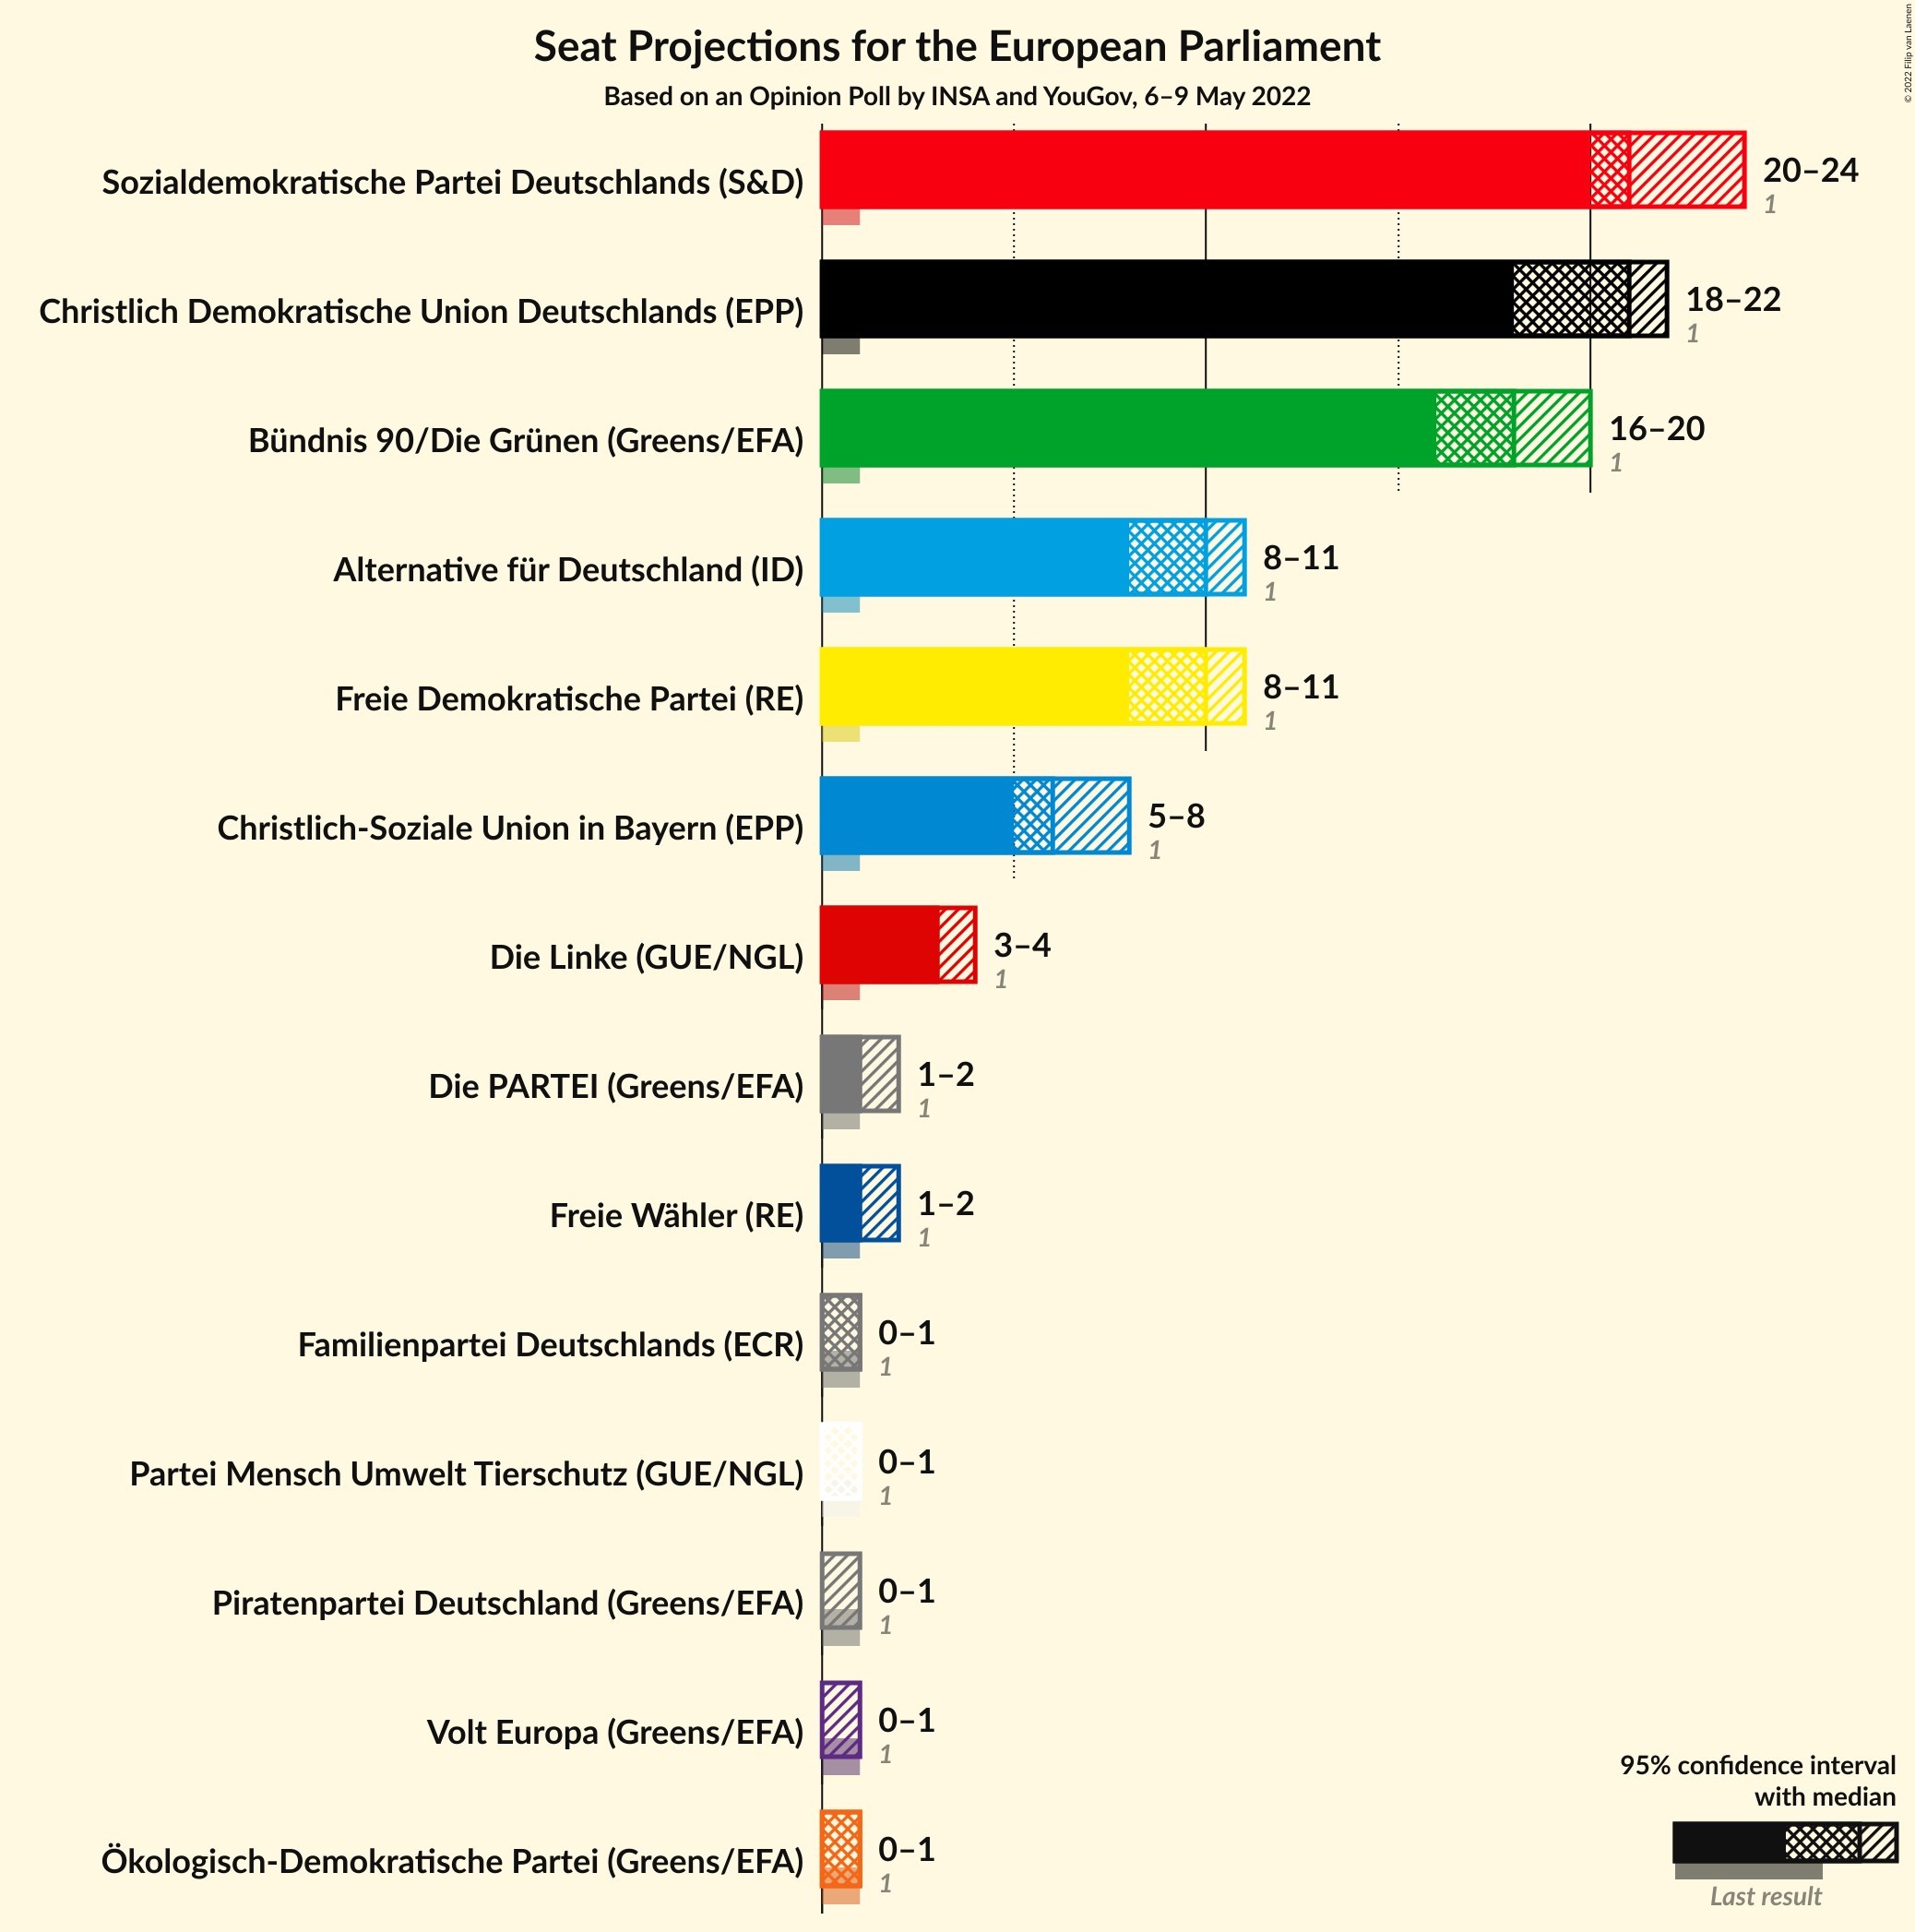 Seat Projections for the European Parliament
Based on an Opinion Poll by INSA and YouGov, 6–9 May 2022
© 2022 Filip van Laenen
Sozialdemokratische Partei Deutschlands (S&D)
20–24
1
Christlich Demokratische Union Deutschlands (EPP)
18–22
1
Bündnis 90/Die Grünen (Greens/EFA)
16–20
1
Alternative für Deutschland (ID)
8–11
1
Freie Demokratische Partei (RE)
8–11
1
Christlich-Soziale Union in Bayern (EPP)
5–8
1
Die Linke (GUE/NGL)
3–4
1
Die PARTEI (Greens/EFA)
1–2
1
Freie Wähler (RE)
1–2
1
Familienpartei Deutschlands (ECR)
0–1
1
Partei Mensch Umwelt Tierschutz (GUE/NGL)
0–1
1
Piratenpartei Deutschland (Greens/EFA)
0–1
1
Volt Europa (Greens/EFA)
0–1
1
Ökologisch-Demokratische Partei (Greens/EFA)
0–1
1
95% confidence interval
with median
Last result